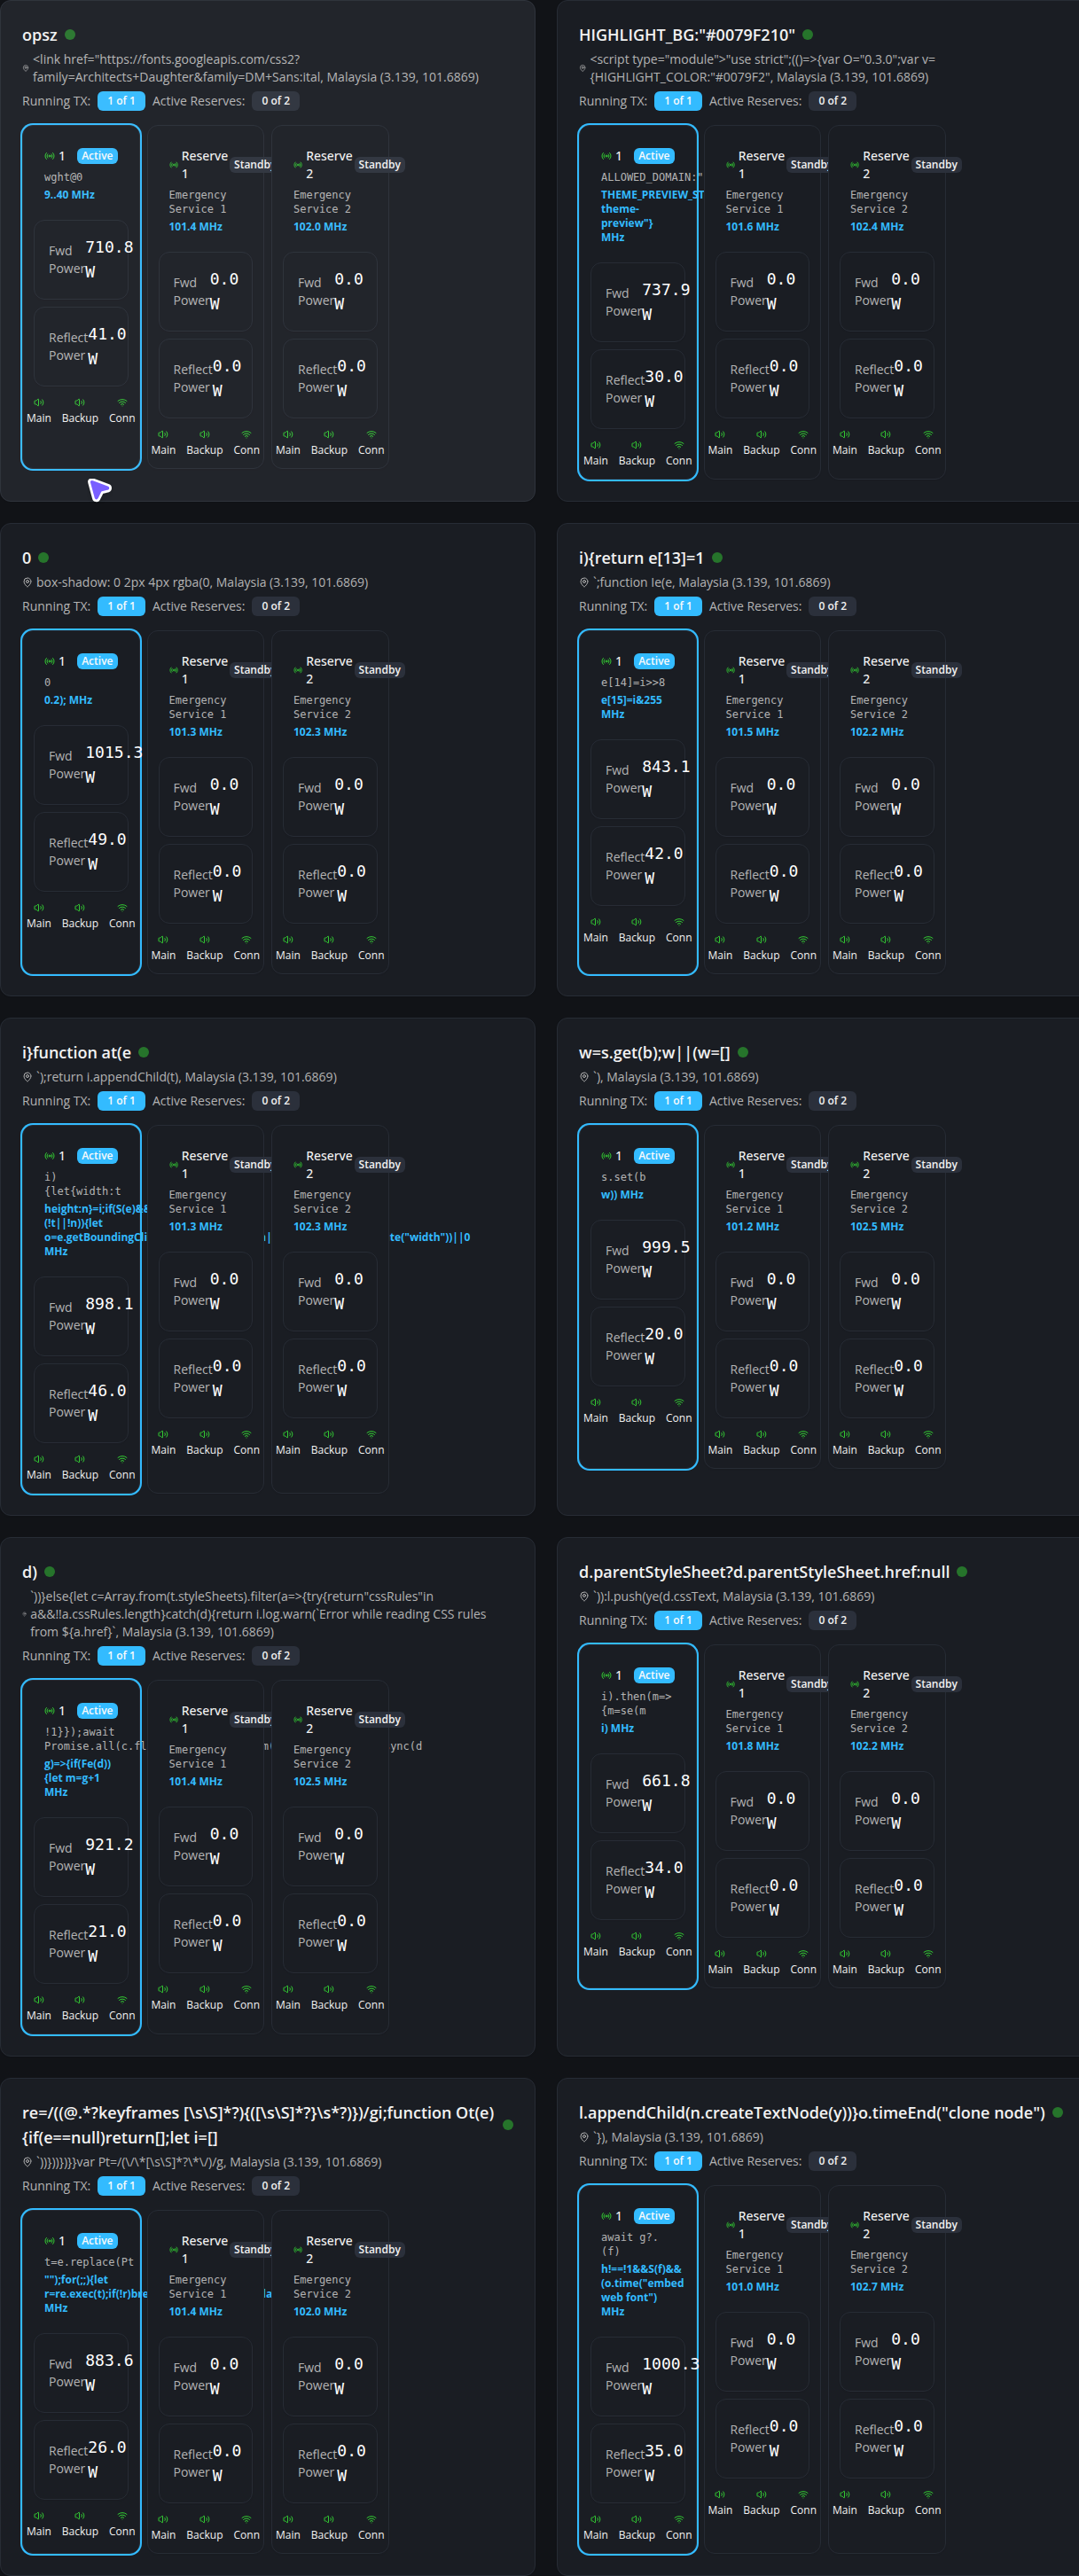 opsz
<link href="https://fonts.googleapis.com/css2?
family=Architects+Daughter&family=DM+Sans:ital, Malaysia (3.139, 101.6869)
Running TX: 1 of 1 Active Reserves: 0 of 2
1 Active
wght@0
9..40 MHz
Fwd Power 710.8 W
Reflect Power 41.0 W
Main Backup Conn
Reserve 1 Standby
Emergency
Service 1
101.4 MHz
Fwd Power 0.0 W
Reflect Power 0.0 W
Main Backup Conn
Reserve 2 Standby
Emergency
Service 2
102.0 MHz
Fwd Power 0.0 W
Reflect Power 0.0 W
Main Backup Conn
HIGHLIGHT_BG:"#0079F210"
<script type="module">"use strict";(()=>{var O="0.3.0";var v=
{HIGHLIGHT_COLOR:"#0079F2", Malaysia (3.139, 101.6869)
Running TX: 1 of 1 Active Reserves: 0 of 2
1 Active
ALLOWED_DOMAIN:"
THEME_PREVIEW_ST
theme-
preview"}
MHz
Fwd Power 737.9 W
Reflect Power 30.0 W
Main Backup Conn
Reserve 1 Standby
Emergency
Service 1
101.6 MHz
Fwd Power 0.0 W
Reflect Power 0.0 W
Main Backup Conn
Reserve 2 Standby
Emergency
Service 2
102.4 MHz
Fwd Power 0.0 W
Reflect Power 0.0 W
Main Backup Conn
0
box-shadow: 0 2px 4px rgba(0, Malaysia (3.139, 101.6869)
Running TX: 1 of 1 Active Reserves: 0 of 2
1 Active
0
0.2); MHz
Fwd Power 1015.3 W
Reflect Power 49.0 W
Main Backup Conn
Reserve 1 Standby
Emergency
Service 1
101.3 MHz
Fwd Power 0.0 W
Reflect Power 0.0 W
Main Backup Conn
Reserve 2 Standby
Emergency
Service 2
102.3 MHz
Fwd Power 0.0 W
Reflect Power 0.0 W
Main Backup Conn
i){return e[13]=1
`;function Ie(e, Malaysia (3.139, 101.6869)
Running TX: 1 of 1 Active Reserves: 0 of 2
1 Active
e[14]=i>>8
e[15]=i&255
MHz
Fwd Power 843.1 W
Reflect Power 42.0 W
Main Backup Conn
Reserve 1 Standby
Emergency
Service 1
101.5 MHz
Fwd Power 0.0 W
Reflect Power 0.0 W
Main Backup Conn
Reserve 2 Standby
Emergency
Service 2
102.2 MHz
Fwd Power 0.0 W
Reflect Power 0.0 W
Main Backup Conn
i}function at(e
`);return i.appendChild(t), Malaysia (3.139, 101.6869)
Running TX: 1 of 1 Active Reserves: 0 of 2
1 Active
i)
{let{width:t
height:n}=i;if(S(e)&&
(!t||!n)){let
o=e.getBoundingCli te("width"))||0
MHz
Fwd Power 898.1 W
Reflect Power 46.0 W
Main Backup Conn
Reserve 1 Standby
Emergency
Service 1
101.3 MHz
Fwd Power 0.0 W
Reflect Power 0.0 W
Main Backup Conn
Reserve 2 Standby
Emergency
Service 2
102.3 MHz
Fwd Power 0.0 W
Reflect Power 0.0 W
Main Backup Conn
w=s.get(b);w||(w=[]
`), Malaysia (3.139, 101.6869)
Running TX: 1 of 1 Active Reserves: 0 of 2
1 Active
s.set(b
w)) MHz
Fwd Power 999.5 W
Reflect Power 20.0 W
Main Backup Conn
Reserve 1 Standby
Emergency
Service 1
101.2 MHz
Fwd Power 0.0 W
Reflect Power 0.0 W
Main Backup Conn
Reserve 2 Standby
Emergency
Service 2
102.5 MHz
Fwd Power 0.0 W
Reflect Power 0.0 W
Main Backup Conn
d)
`))}else{let c=Array.from(t.styleSheets).filter(a=>{try{return"cssRules"in
a&&!!a.cssRules.length}catch(d){return i.log.warn(`Error while reading CSS rules
from ${a.href}`, Malaysia (3.139, 101.6869)
Running TX: 1 of 1 Active Reserves: 0 of 2
1 Active
!1}});await
Promise.all(c.fl ync(d
g)=>{if(Fe(d))
{let m=g+1
MHz
Fwd Power 921.2 W
Reflect Power 21.0 W
Main Backup Conn
Reserve 1 Standby
Emergency
Service 1
101.4 MHz
Fwd Power 0.0 W
Reflect Power 0.0 W
Main Backup Conn
Reserve 2 Standby
Emergency
Service 2
102.5 MHz
Fwd Power 0.0 W
Reflect Power 0.0 W
Main Backup Conn
d.parentStyleSheet?d.parentStyleSheet.href:null
`)):l.push(ye(d.cssText, Malaysia (3.139, 101.6869)
Running TX: 1 of 1 Active Reserves: 0 of 2
1 Active
i).then(m=>
{m=se(m
i) MHz
Fwd Power 661.8 W
Reflect Power 34.0 W
Main Backup Conn
Reserve 1 Standby
Emergency
Service 1
101.8 MHz
Fwd Power 0.0 W
Reflect Power 0.0 W
Main Backup Conn
Reserve 2 Standby
Emergency
Service 2
102.2 MHz
Fwd Power 0.0 W
Reflect Power 0.0 W
Main Backup Conn
re=/((@.*?keyframes [\s\S]*?){([\s\S]*?}\s*?)})/gi;function Ot(e)
{if(e==null)return[];let i=[]
`))}))})}}var Pt=/(\/\*[\s\S]*?\*\/)/g, Malaysia (3.139, 101.6869)
Running TX: 1 of 1 Active Reserves: 0 of 2
1 Active
t=e.replace(Pt
"");for(;;){let
r=re.exec(t);if(!r)bre
MHz
Fwd Power 883.6 W
Reflect Power 26.0 W
Main Backup Conn
Reserve 1 Standby
Emergency
Service 1
101.4 MHz
Fwd Power 0.0 W
Reflect Power 0.0 W
Main Backup Conn
Reserve 2 Standby
Emergency
Service 2
102.0 MHz
Fwd Power 0.0 W
Reflect Power 0.0 W
Main Backup Conn
l.appendChild(n.createTextNode(y))}o.timeEnd("clone node")
`}), Malaysia (3.139, 101.6869)
Running TX: 1 of 1 Active Reserves: 0 of 2
1 Active
await g?.
(f)
h!==!1&&S(f)&&
(o.time("embed
web font")
MHz
Fwd Power 1000.3 W
Reflect Power 35.0 W
Main Backup Conn
Reserve 1 Standby
Emergency
Service 1
101.0 MHz
Fwd Power 0.0 W
Reflect Power 0.0 W
Main Backup Conn
Reserve 2 Standby
Emergency
Service 2
102.7 MHz
Fwd Power 0.0 W
Reflect Power 0.0 W
Main Backup Conn